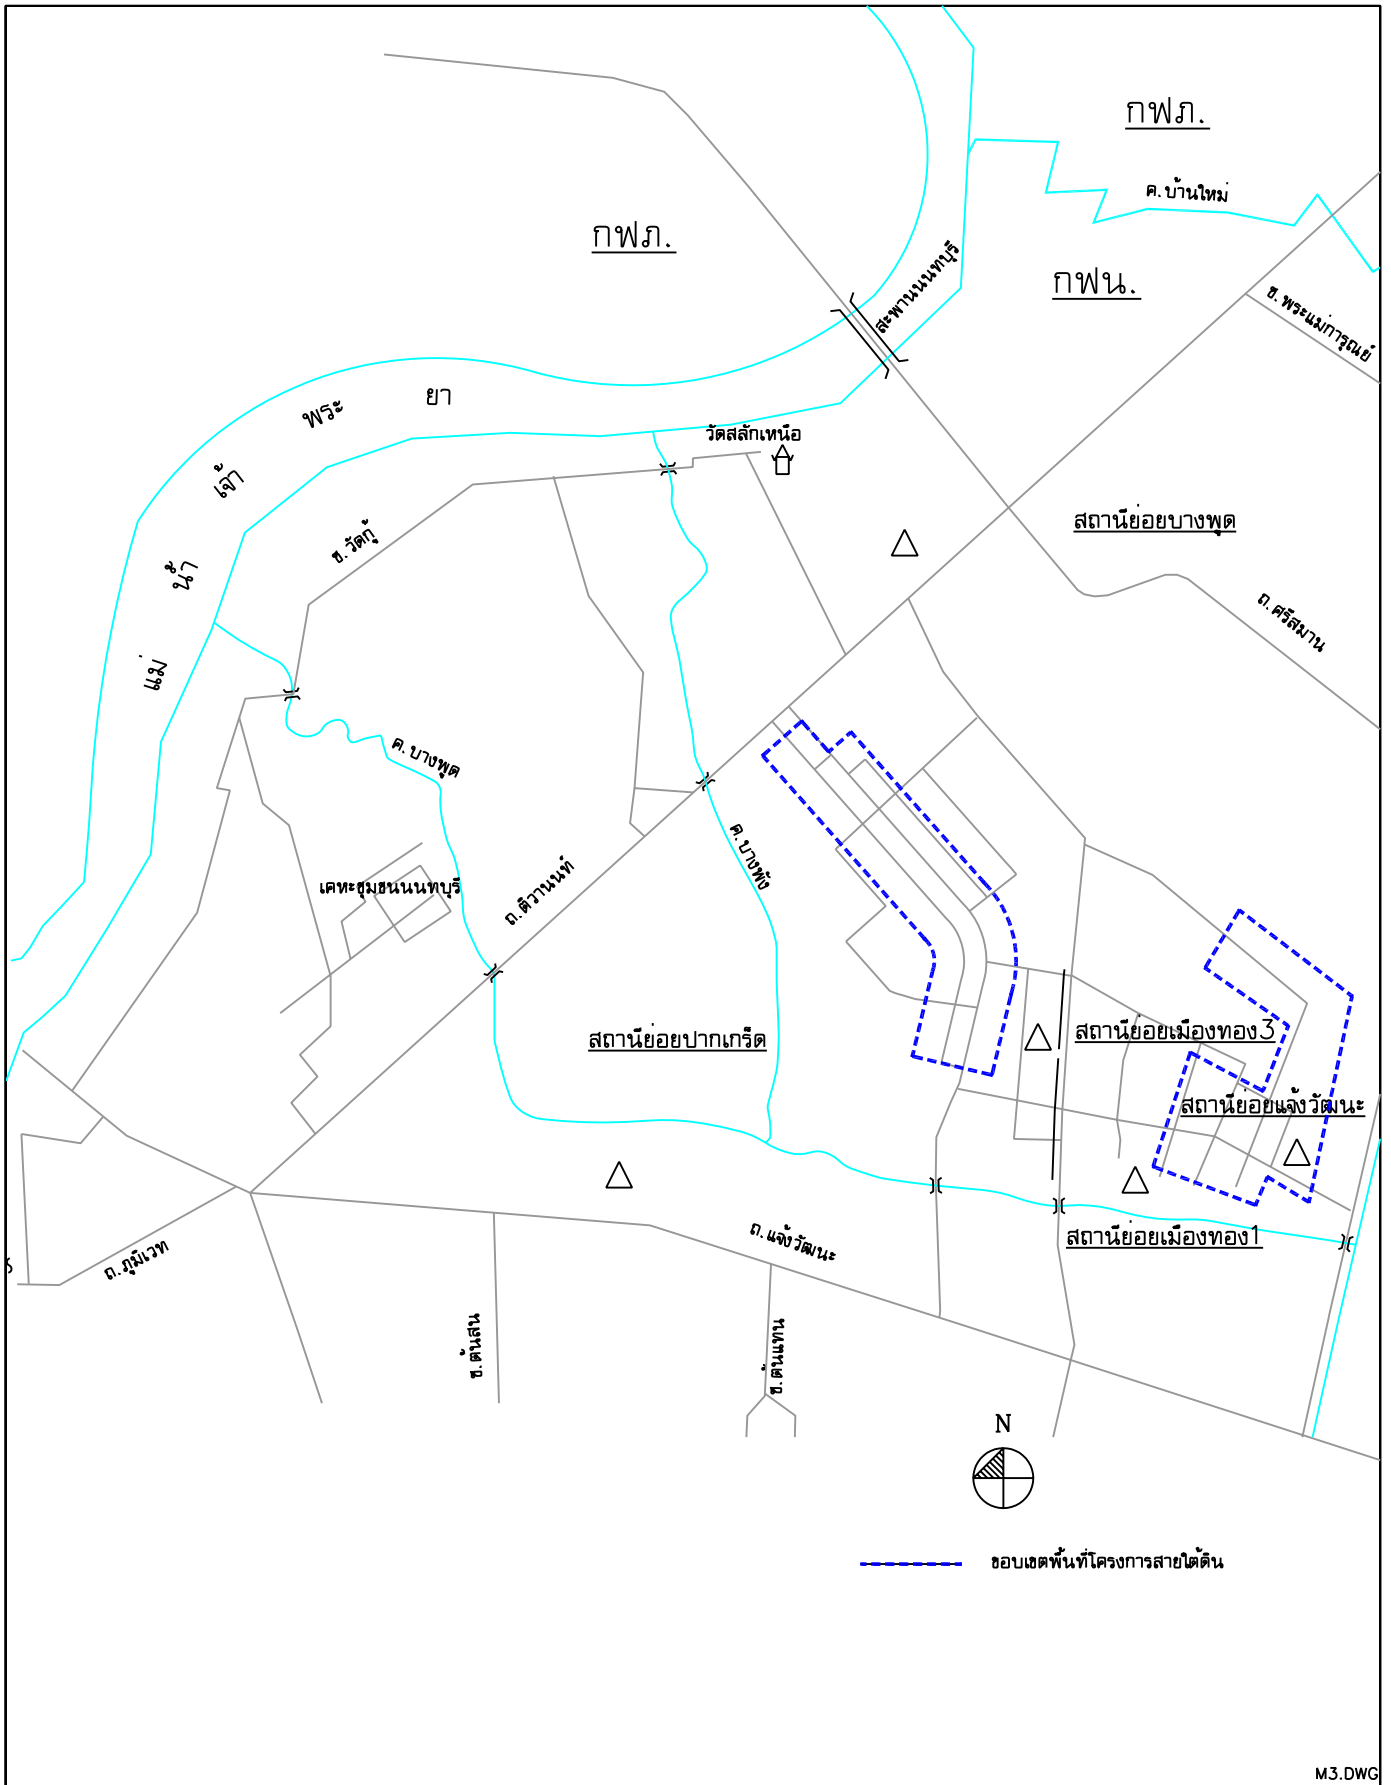 กฟภ.
ค.บ้านใหม่
กฟภ.
สะพานนนทบุรี
กฟน.
ซ.พระแม่การุณย์
แม่
น้ำ
เจ้า
พระ
ยา
วัดสลักเหนือ
สถานีย่อยบางพูด
ซ.วัดกู้
ถ.ศรีสมาน
ค.บางพูด
ค.บางพัง
เคหะชุมชนนนทบุรี
ถ.ติวานนท์
สถานีย่อยปากเกร็ด
สถานีย่อยเมืองทอง3
สถานีย่อยแจ้งวัฒนะ
สถานีย่อยเมืองทอง1
ถ.แจ้งวัฒนะ
ถ.ภูมิเวท
ซ.ต้นสน
ซ.ต้นแทน
N
ขอบเขตพื้นที่โครงการสายใต้ดิน
M3.DWG